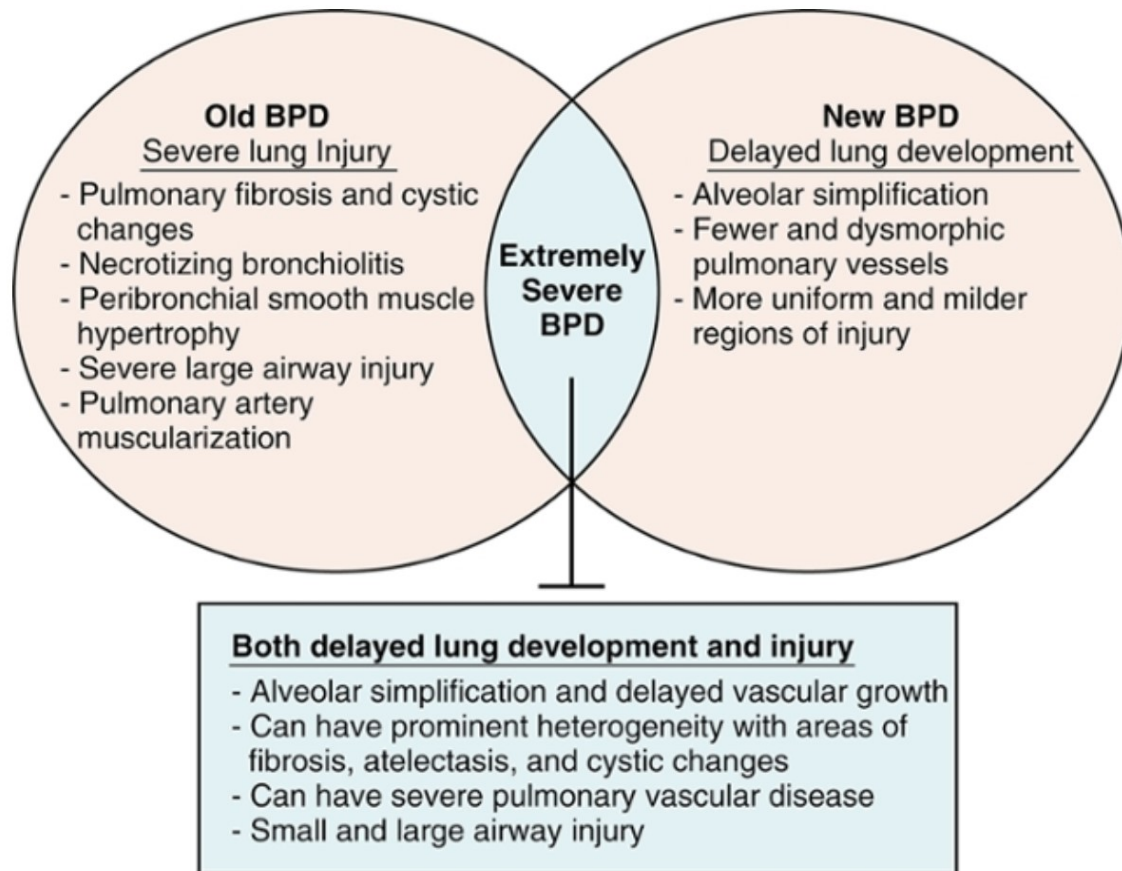 Old BPD
Severe lung Injury
- Pulmonary fibrosis and cystic
changes
- Necrotizing bronchiolitis
- Peribronchial smooth muscle
hypertrophy
- Severe large airway injury
- Pulmonary artery
muscularization
Extremely
Severe
BPD
New BPD
Delayed lung development
- Alveolar simplification
- Fewer and dysmorphic
pulmonary vessels
- More uniform and milder
regions of injury
Both delayed lung development and injury
- Alveolar simplification and delayed vascular growth
- Can have prominent heterogeneity with areas of
fibrosis, atelectasis, and cystic changes
- Can have severe pulmonary vascular disease
- Small and large airway injury